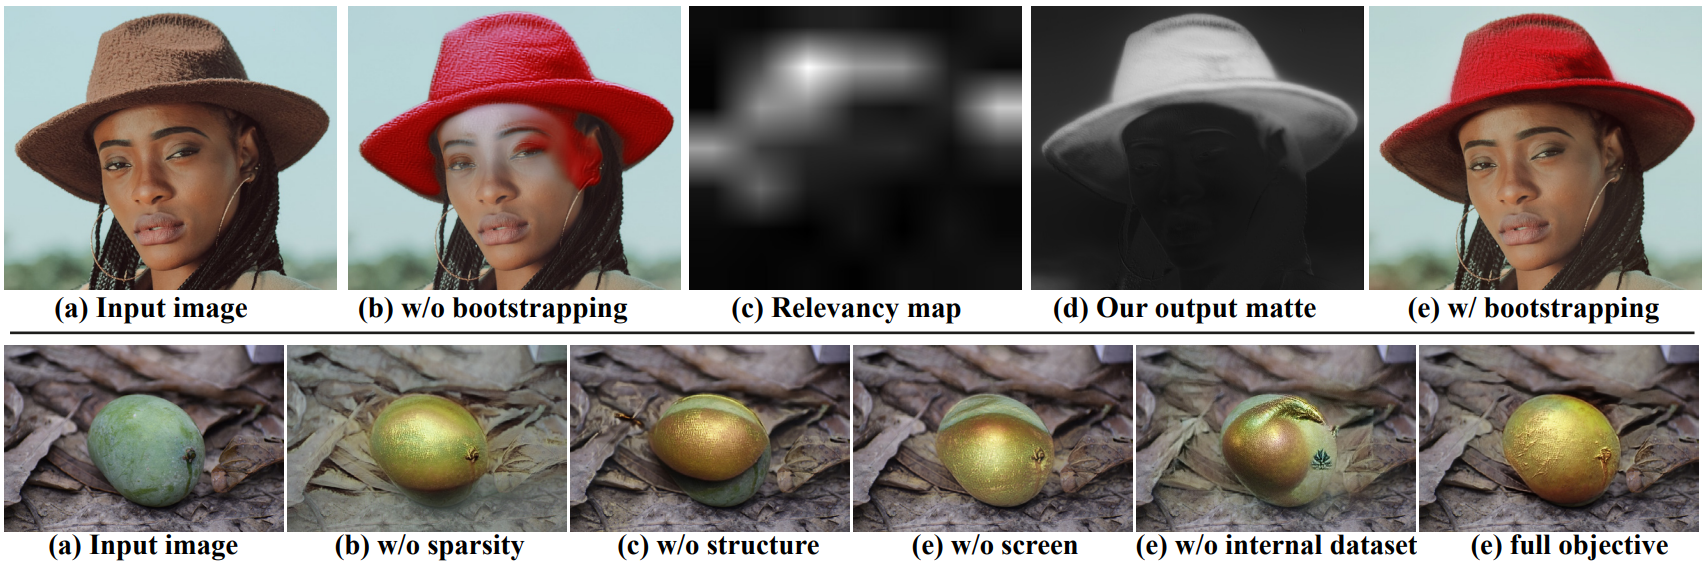 (a) Input image (b) w/o bootstrapping (c) Relevancy map (d) Our output matte (e) w/ bootstrapping
(a) Input image (b) w/o sparsity (c) w/o structure (e) w/o screen (e) w/o internal dataset (e) full objective